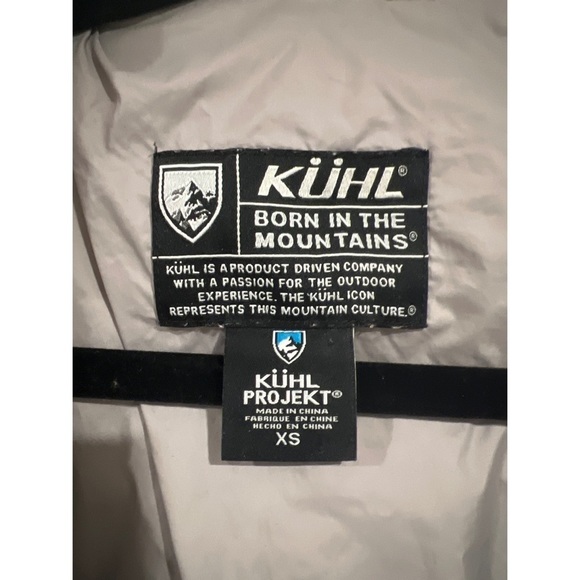 KÜHL®
BORN IN THE
MOUNTAINS®
KÜHL IS A PRODUCT DRIVEN COMPANY
WITH A PASSION FOR THE OUTDOOR
EXPERIENCE. THE KÜHL ICON
REPRESENTS THIS MOUNTAIN CULTURE.®
KÜHL
PROJEKT®
MADE IN CHINA
FABRIQUE EN CHINE
HECHO EN CHINA
XS